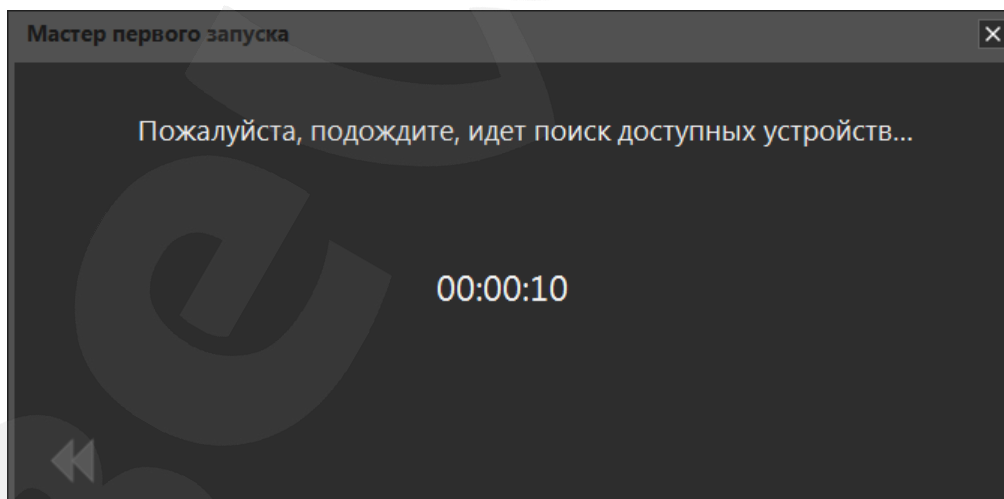 Мастер первого запуска
Пожалуйста, подождите, идет поиск доступных устройств...
00:00:10